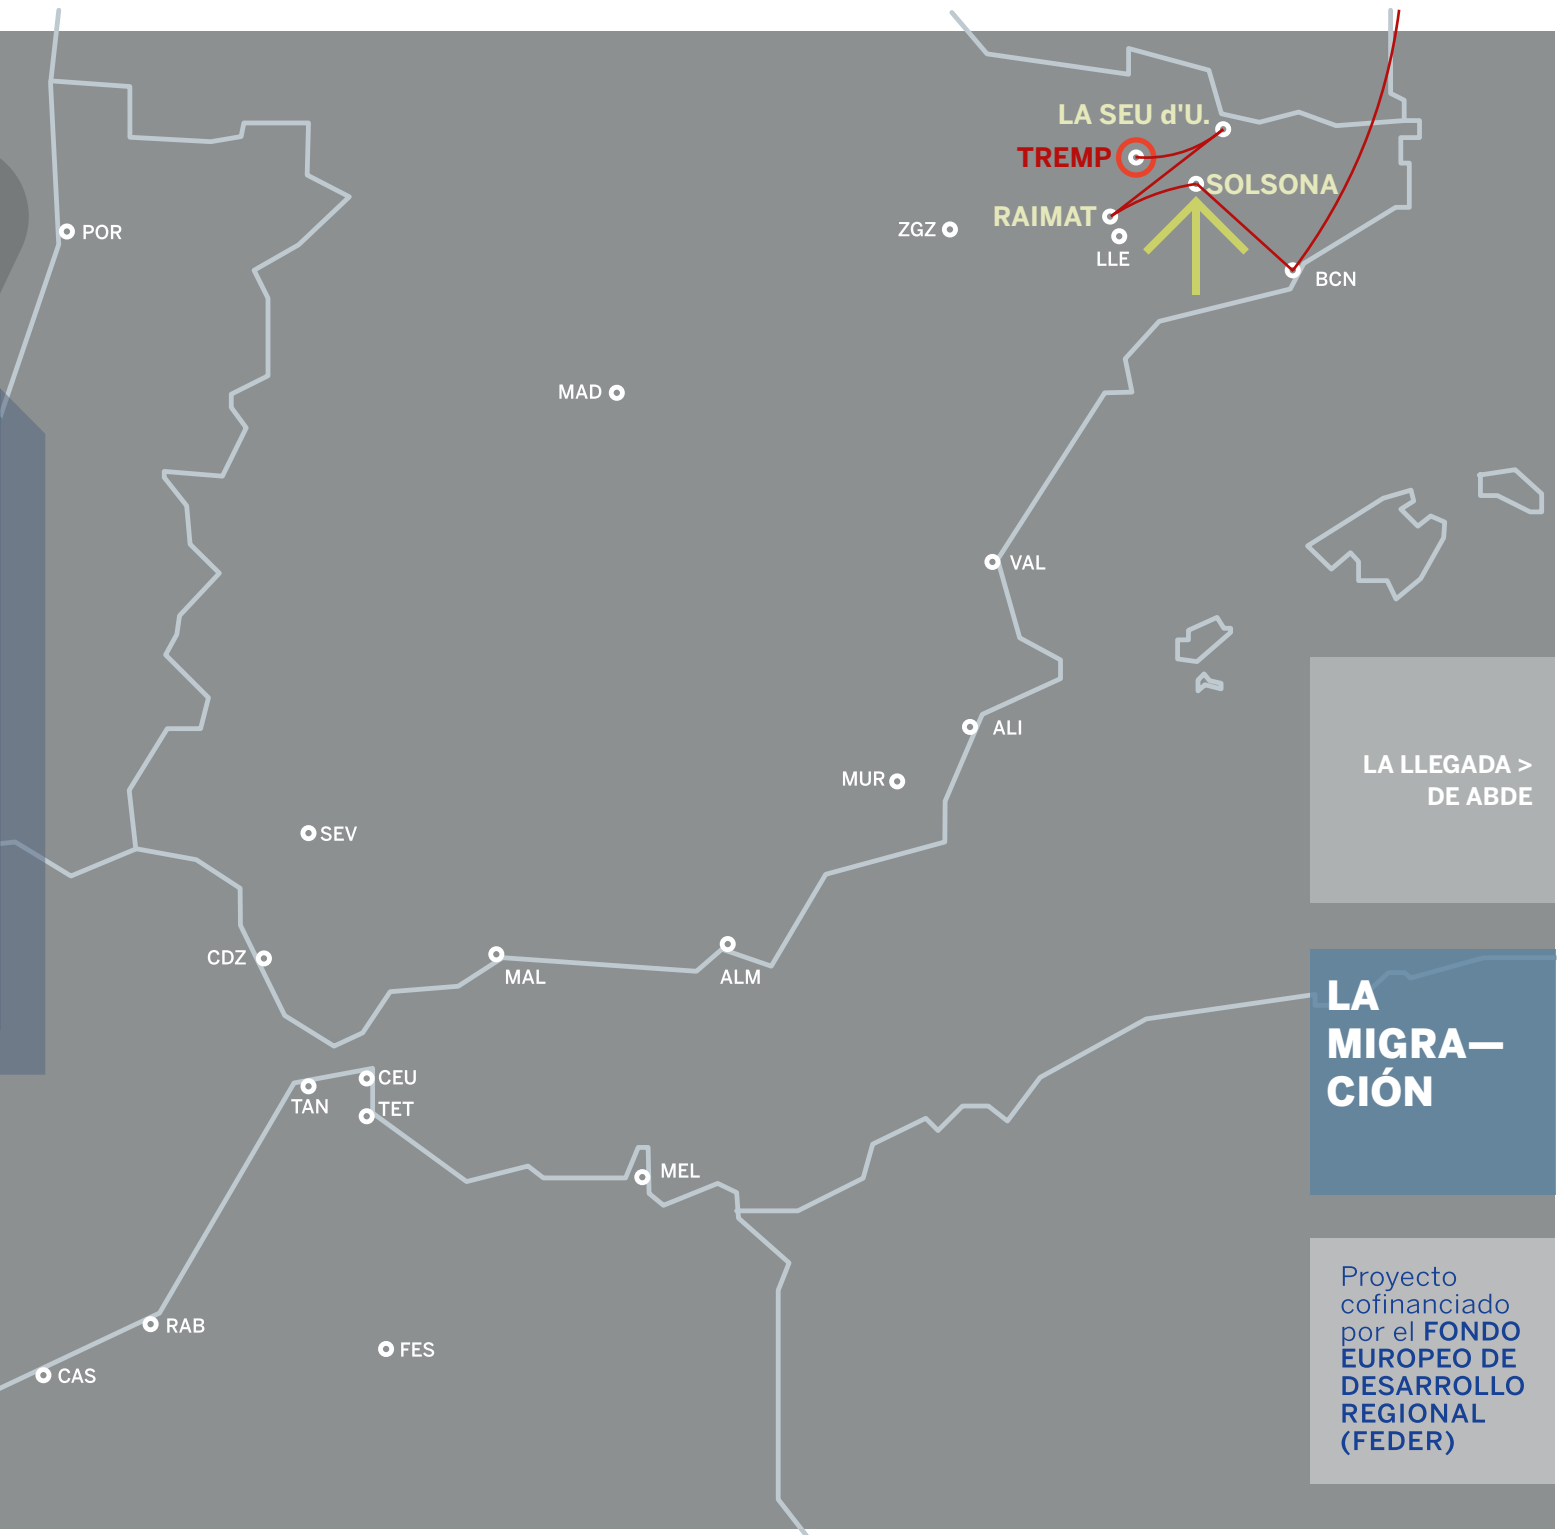 LA SEU d'U.
TREMP
SOLSONA
RAIMAT
ZGZ
LLE
BCN
POR
MAD
VAL
ALI
MUR
SEV
CDZ
MAL
ALM
CEU
TAN
TET
MEL
RAB
FES
CAS
LA LLEGADA >
DE ABDE
LA
MIGRA—
CIÓN
Proyecto
cofinanciado
por el FONDO
EUROPEO DE
DESARROLLO
REGIONAL
(FEDER)